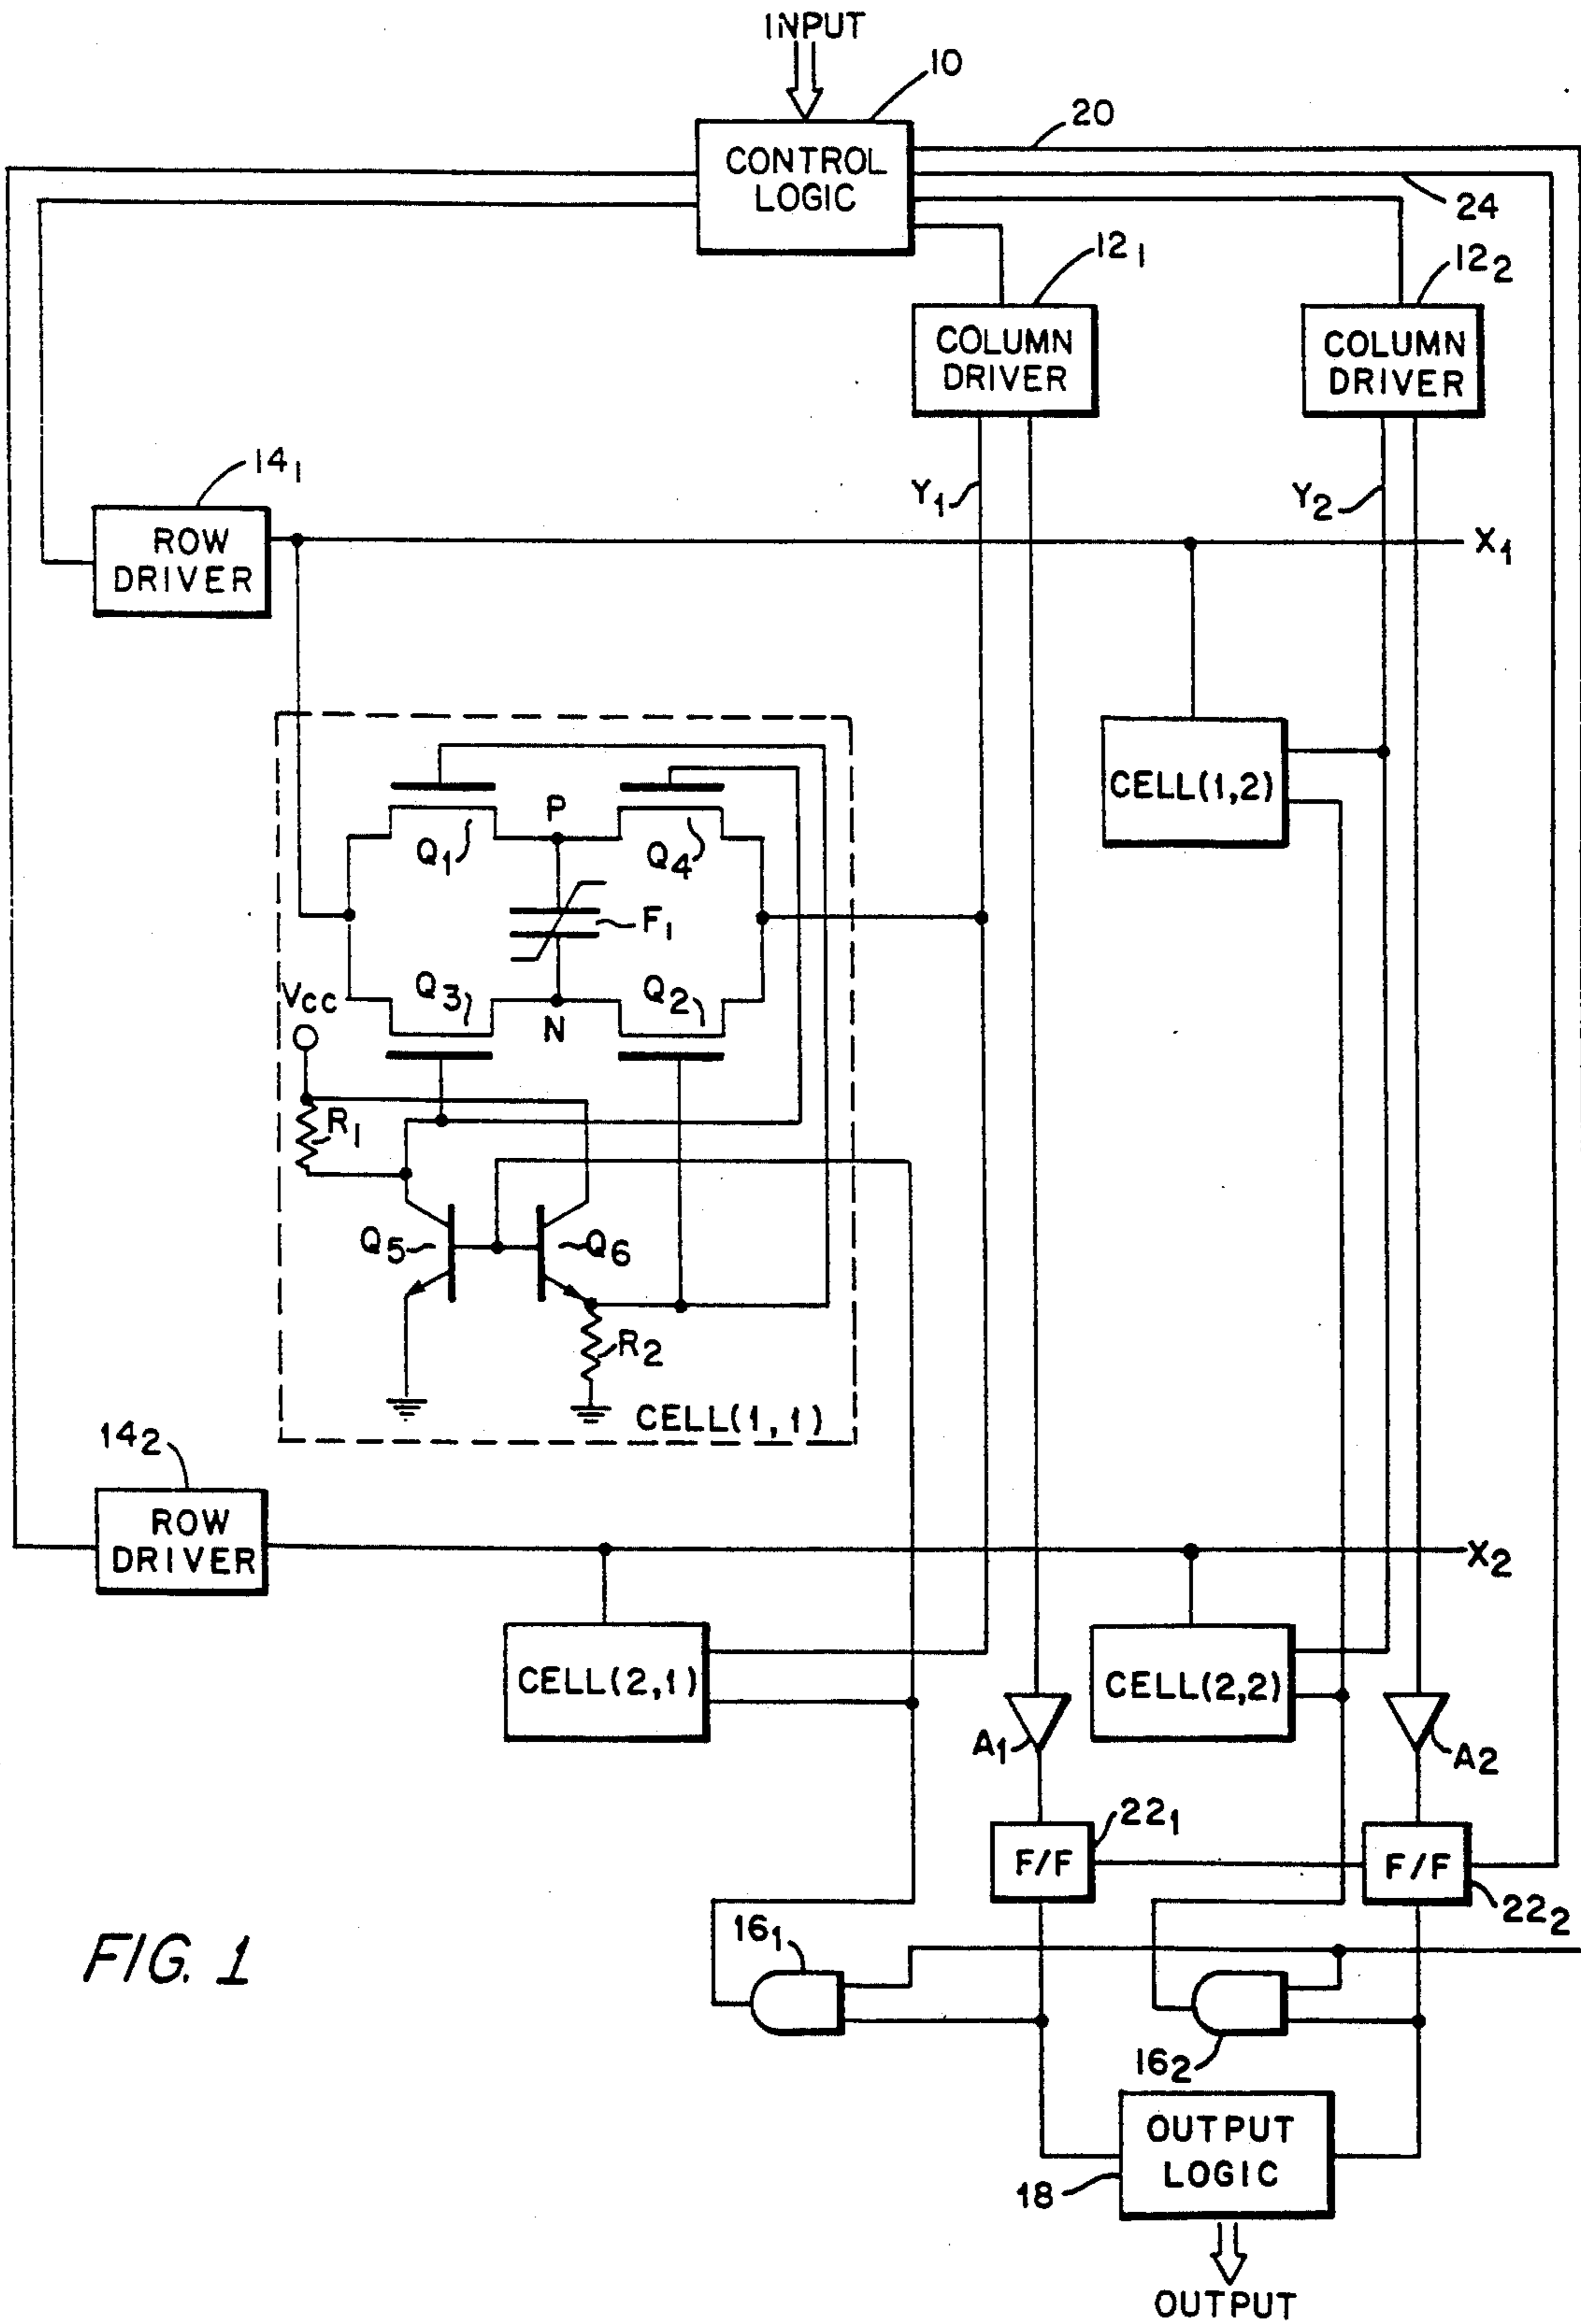 INPUT
10
20
CONTROL
LOGIC
24
12₁
12₂
COLUMN
DRIVER
COLUMN
DRIVER
14₁
Y₁
Y₂
ROW
DRIVER
X₁
CELL(1,2)
P
Q₁
Q₄
F₁
Q₃
Q₂
VCC
N
R₁
Q₅
Q₆
R₂
CELL(1,1)
14₂
ROW
DRIVER
X₂
CELL(2,1)
CELL(2,2)
A₁
A₂
22₁
F/F
F/F
22₂
16₁
FIG. 1
16₂
OUTPUT
LOGIC
18
OUTPUT